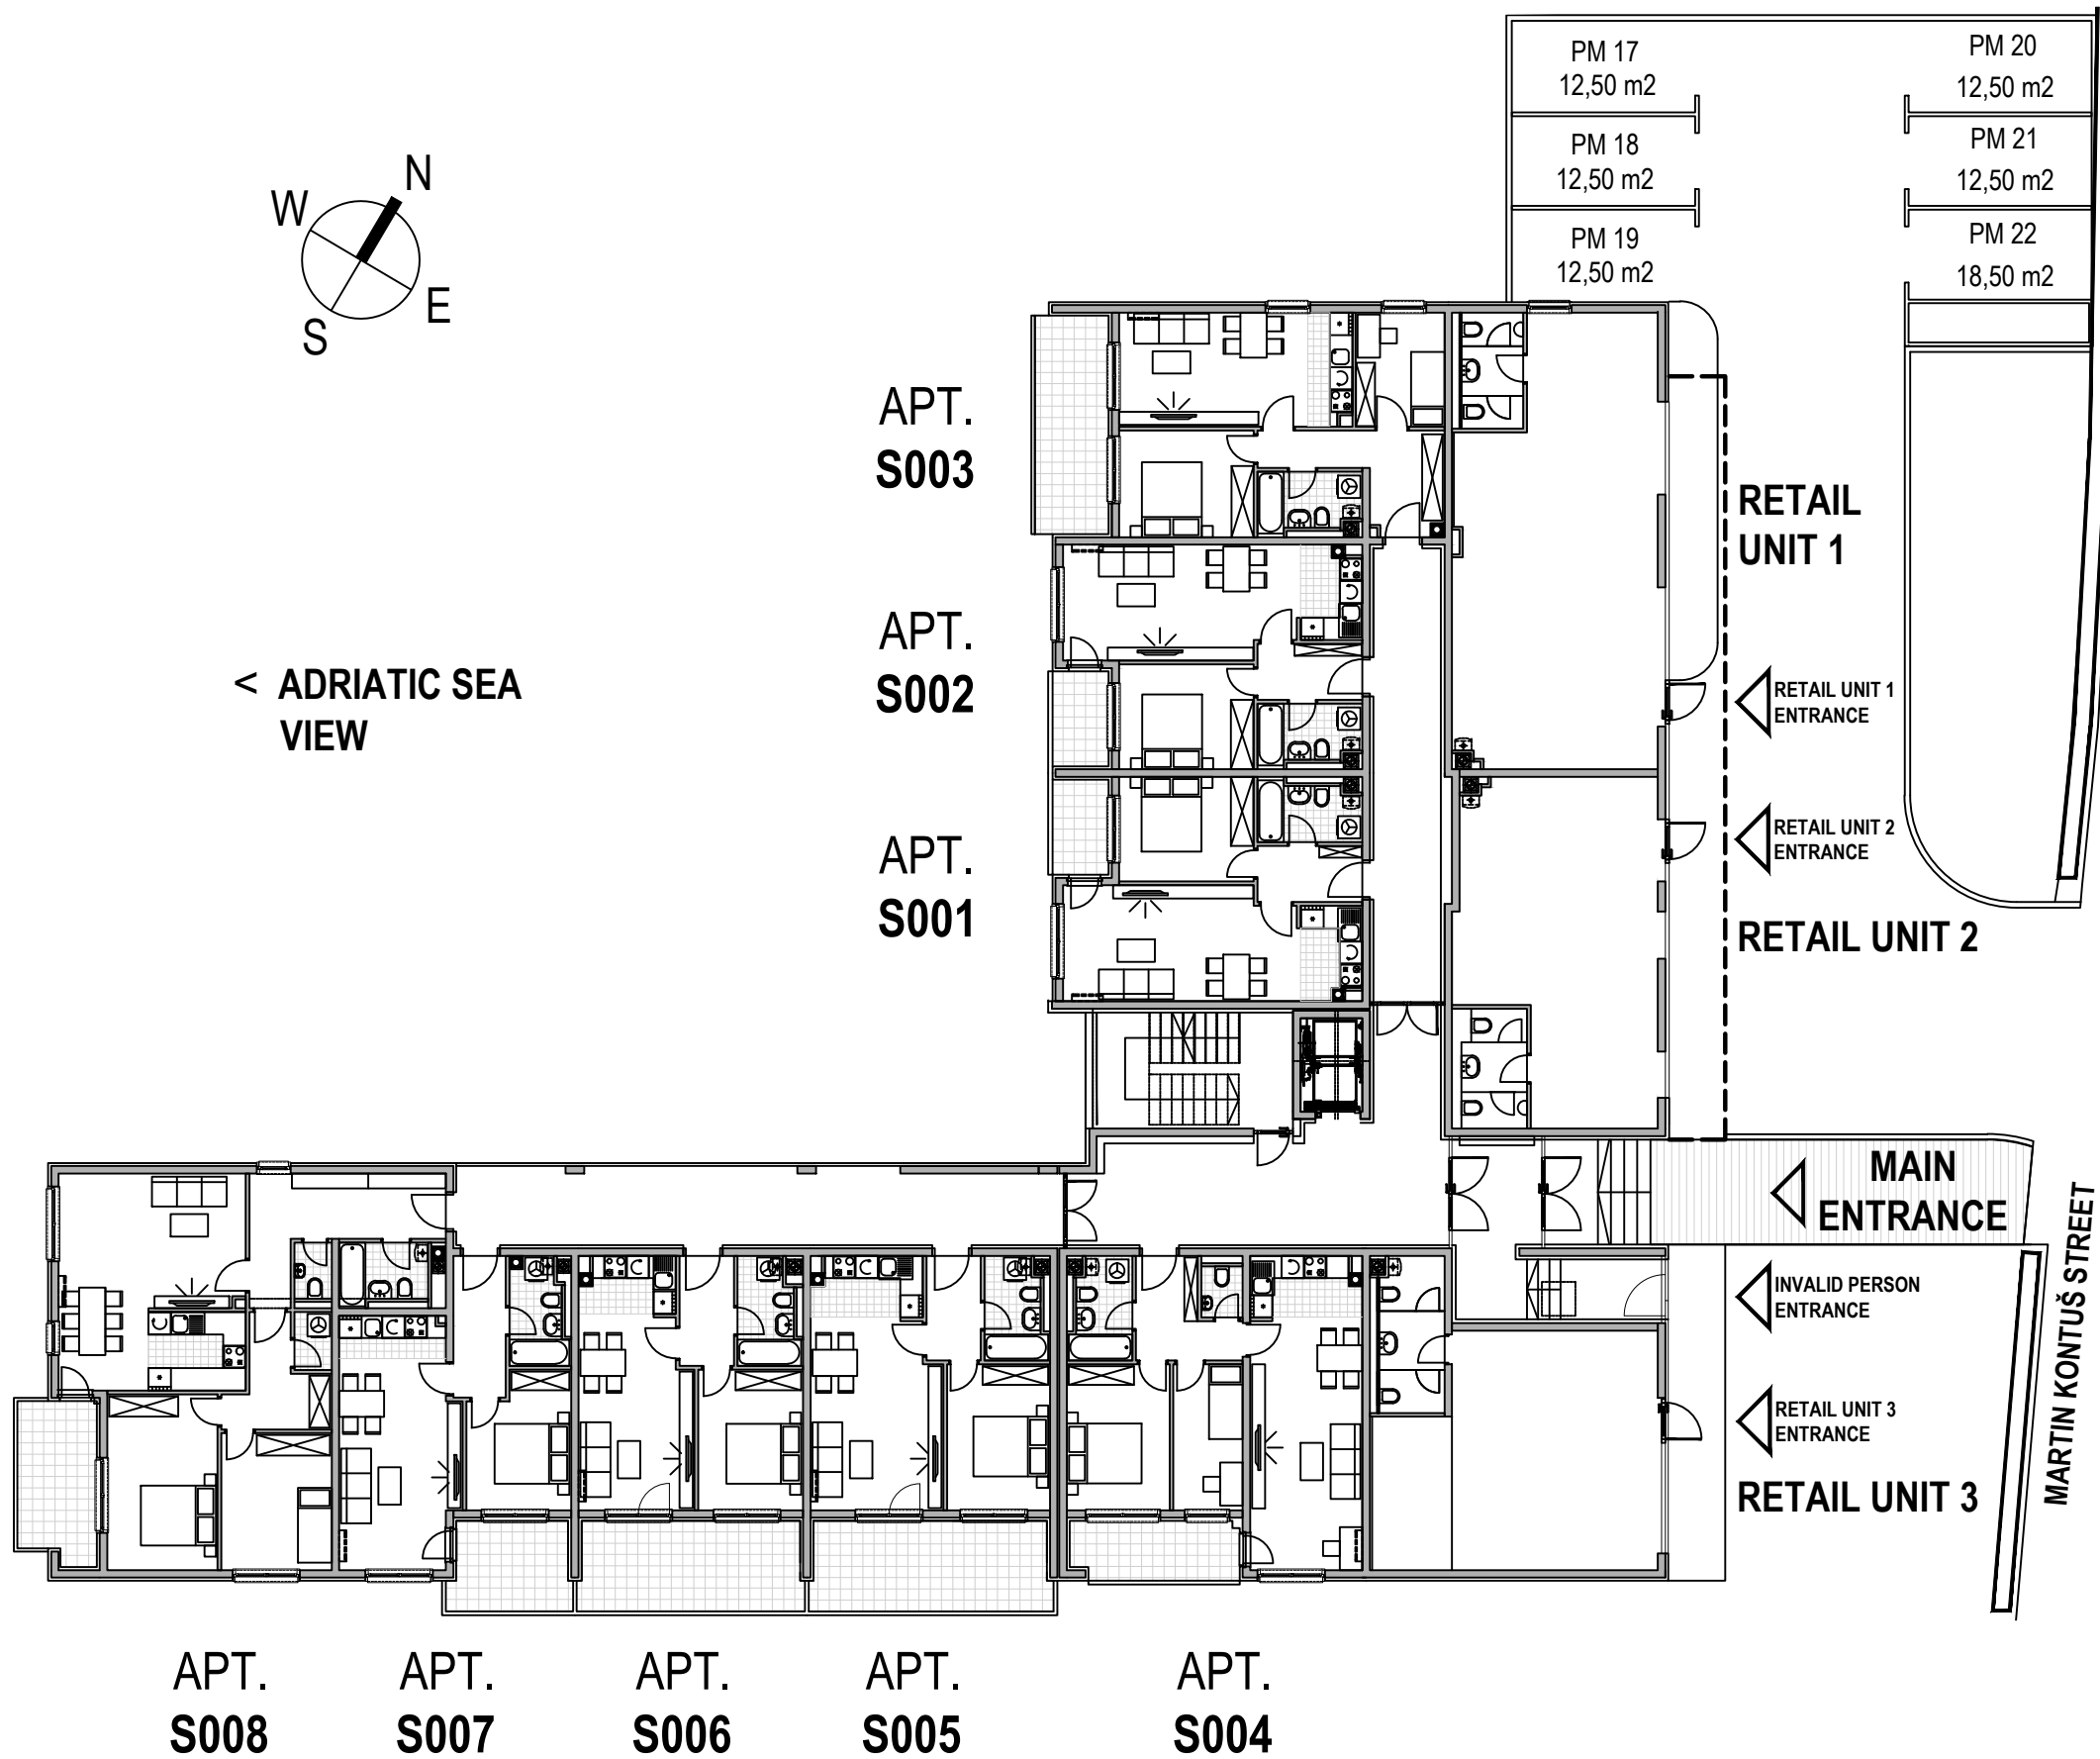 PM 17
12,50 m2
PM 20
12,50 m2
PM 18
12,50 m2
PM 21
12,50 m2
PM 19
12,50 m2
PM 22
18,50 m2
N
W
E
S
APT.
S003
RETAIL
UNIT 1
APT.
S002
< ADRIATIC SEA
VIEW
RETAIL UNIT 1
ENTRANCE
RETAIL UNIT 2
ENTRANCE
APT.
S001
RETAIL UNIT 2
MAIN
ENTRANCE
MARTIN KONTUŠ STREET
INVALID PERSON
ENTRANCE
RETAIL UNIT 3
ENTRANCE
RETAIL UNIT 3
APT.
S008
APT.
S007
APT.
S006
APT.
S005
APT.
S004